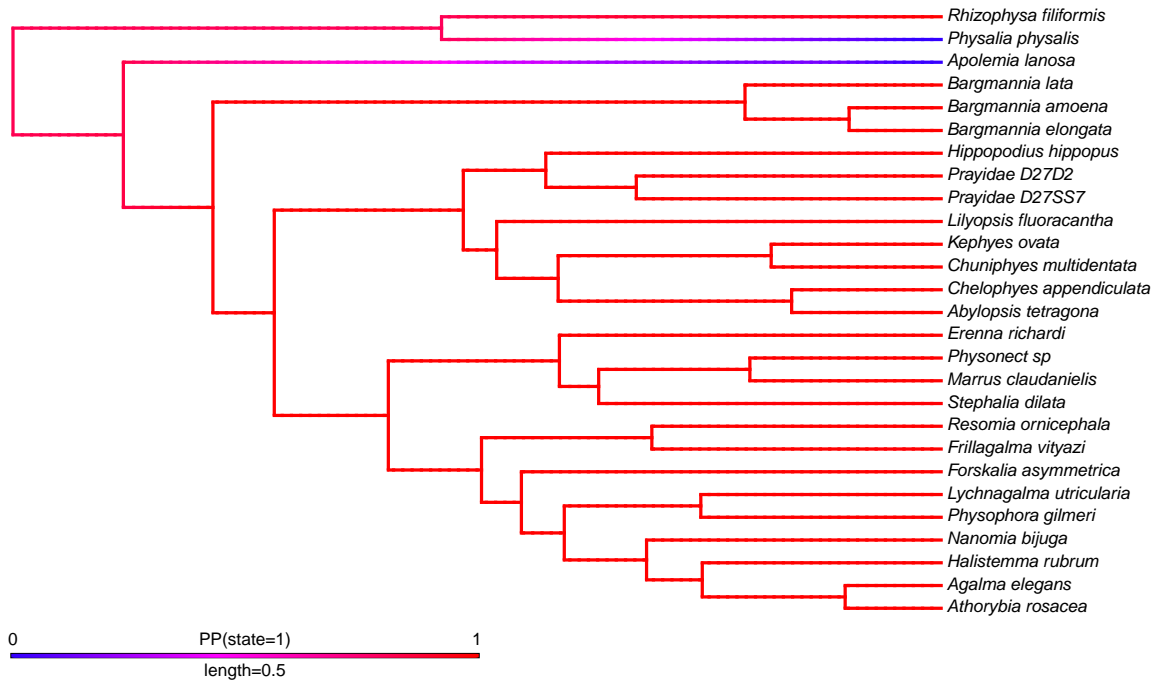 Rhizophysa filiformis
Physalia physalis
Apolemia lanosa
Bargmannia lata
Bargmannia amoena
Bargmannia elongata
Hippopodius hippopus
Prayidae D27D2
Prayidae D27SS7
Lilyopsis fluoracantha
Kephyes ovata
Chuniphyes multidentata
Chelophyes appendiculata
Abylopsis tetragona
Erenna richardi
Physonect sp
Marrus claudanielis
Stephalia dilata
Resomia ornicephala
Frillagalma vityazi
Forskalia asymmetrica
Lychnagalma utricularia
Physophora gilmeri
Nanomia bijuga
Halistemma rubrum
Agalma elegans
Athorybia rosacea
0 PP(state=1) 1
length=0.5